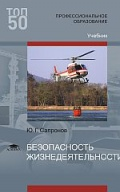 ТОП
50
ПРОФЕССИОНАЛЬНОЕ
ОБРАЗОВАНИЕ
Учебник
Ю.Г. Сапронов
БЕЗОПАСНОСТЬ
ЖИЗНЕДЕЯТЕЛЬНОСТИ